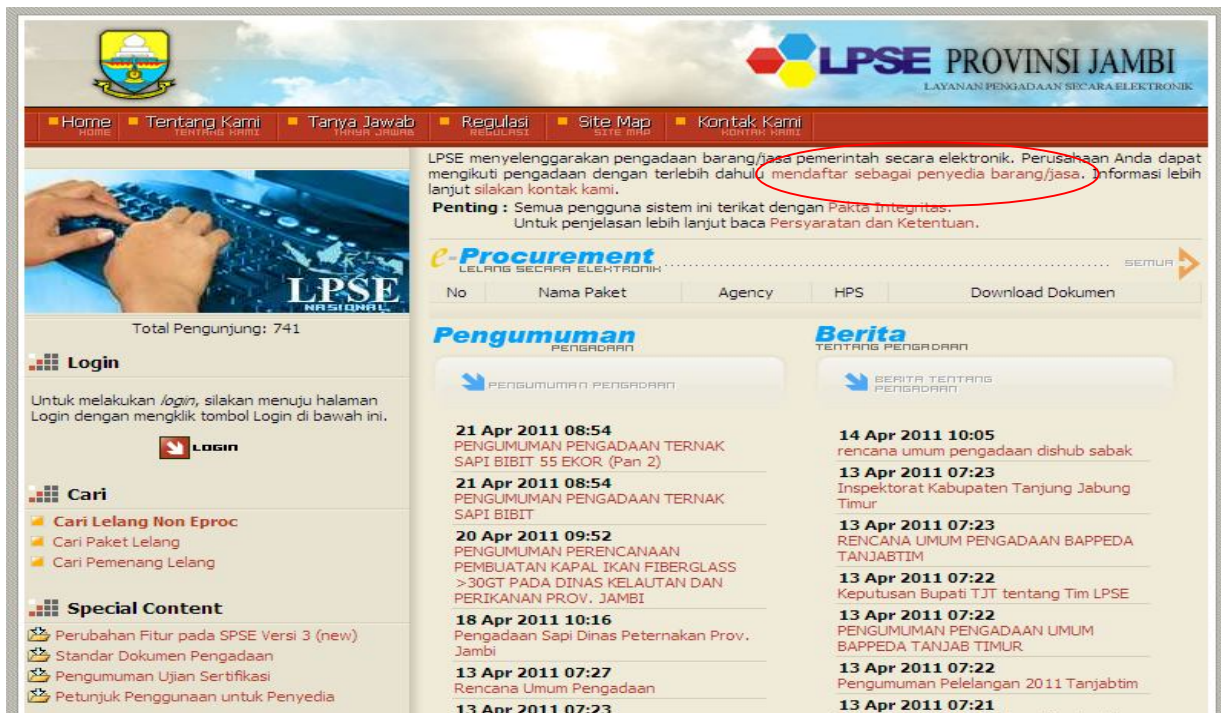 LPSE PROVINSI JAMBI
LAYANAN PENGADAAN SECARA ELEKTRONIK
Home Tentang Kami Tanya Jawab Regulasi Site Map Kontak Kami
HOME TENTANG KAMI TANYA JAWAB REGULASI SITE MAP KONTAK KAMI
LPSE menyelenggarakan pengadaan barang/jasa pemerintah secara elektronik. Perusahaan Anda dapat
mengikuti pengadaan dengan terlebih dahulu mendaftar sebagai penyedia barang/jasa. Informasi lebih
lanjut silakan kontak kami.
Penting : Semua pengguna sistem ini terikat dengan Pakta Integritas.
Untuk penjelasan lebih lanjut baca Persyaratan dan Ketentuan.
e-Procurement
LELANG SECARA ELEKTRONIK
SEMUA
No Nama Paket Agency HPS Download Dokumen
LPSE
NASIONAL
Total Pengunjung: 741
Login
Untuk melakukan login, silakan menuju halaman
Login dengan mengklik tombol Login di bawah ini.
LOGIN
Cari
Cari Lelang Non Eproc
Cari Paket Lelang
Cari Pemenang Lelang
Special Content
Perubahan Fitur pada SPSE Versi 3 (new)
Standar Dokumen Pengadaan
Pengumuman Ujian Sertifikasi
Petunjuk Penggunaan untuk Penyedia
Pengumuman
PENGADAAN
PENGUMUMAN PENGADAAN
21 Apr 2011 08:54
PENGUMUMAN PENGADAAN TERNAK
SAPI BIBIT 55 EKOR (Pan 2)
21 Apr 2011 08:54
PENGUMUMAN PENGADAAN TERNAK
SAPI BIBIT
20 Apr 2011 09:52
PENGUMUMAN PERENCANAAN
PEMBUATAN KAPAL IKAN FIBERGLASS
>30GT PADA DINAS KELAUTAN DAN
PERIKANAN PROV. JAMBI
18 Apr 2011 10:16
Pengadaan Sapi Dinas Peternakan Prov.
Jambi
13 Apr 2011 07:27
Rencana Umum Pengadaan
13 Apr 2011 07:23
Berita
TENTANG PENGADAAN
BERITA TENTANG
PENGADAAN
14 Apr 2011 10:05
rencana umum pengadaan dishub sabak
13 Apr 2011 07:23
Inspektorat Kabupaten Tanjung Jabung
Timur
13 Apr 2011 07:23
RENCANA UMUM PENGADAAN BAPPEDA
TANJABTIM
13 Apr 2011 07:22
Keputusan Bupati TJT tentang Tim LPSE
13 Apr 2011 07:22
PENGUMUMAN PENGADAAN UMUM
BAPPEDA TANJAB TIMUR
13 Apr 2011 07:22
Pengumuman Pelelangan 2011 Tanjabtim
13 Apr 2011 07:21